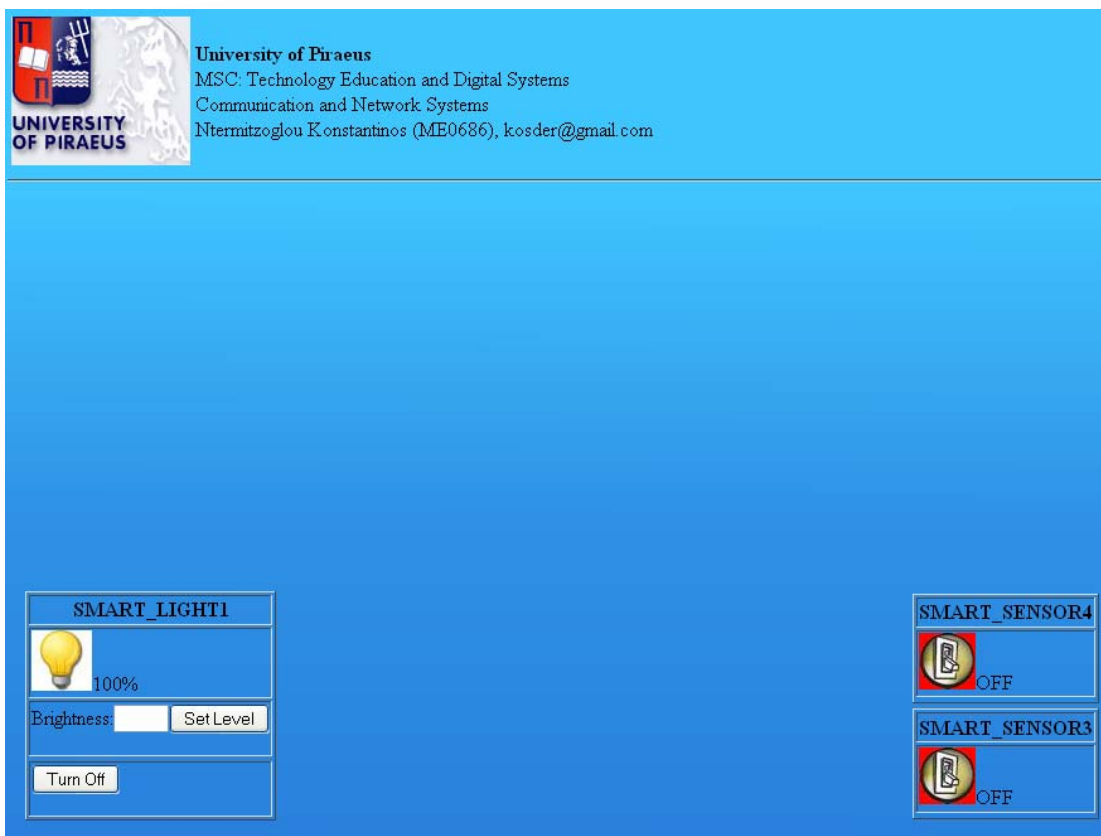 Π
Π
UNIVERSITY
OF PIRAEUS
University of Piraeus
MSC: Technology Education and Digital Systems
Communication and Network Systems
Ntermitzoglou Konstantinos (ME0686), kosder@gmail.com
SMART_LIGHT1
100%
Brightness: Set Level
Turn Off
SMART_SENSOR4
OFF
SMART_SENSOR3
OFF